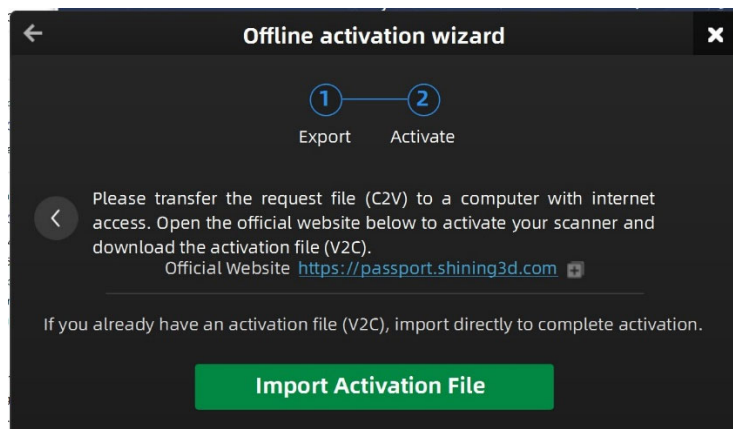 Offline activation wizard
1 2
Export Activate
Please transfer the request file (C2V) to a computer with internet
access. Open the official website below to activate your scanner and
download the activation file (V2C).
Official Website https://passport.shining3d.com
If you already have an activation file (V2C), import directly to complete activation.
Import Activation File